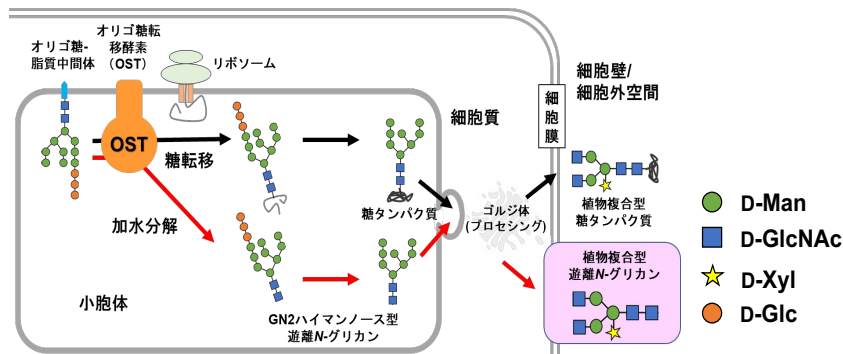 オリゴ糖-
脂質中間体
オリゴ糖転
移酵素
(OST)
リボソーム
細胞質
細胞膜
細胞壁/
細胞外空間
OST
糖転移
加水分解
小胞体
糖タンパク質
GN2ハイマンノース型
遊離N-グリカン
ゴルジ体
(プロセシング)
植物複合型
糖タンパク質
植物複合型
遊離N-グリカン
D-Man
D-GlcNAc
D-Xyl
D-Glc